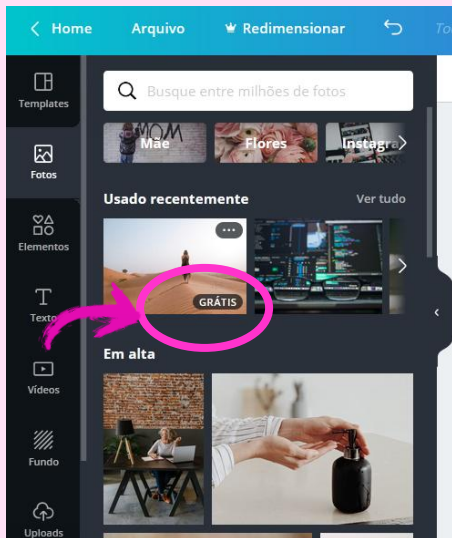 Home Arquivo Redimensionar
Templates
Fotos
Elementos
Texto
Vídeos
Fundo
Uploads
Busque entre milhões de fotos
Mãe Flores Instagra
Usado recentemente Ver tudo
GRÁTIS
Em alta